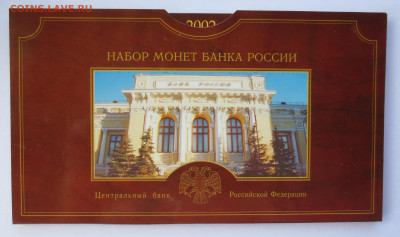 COINS.LAVE.RU
2002
НАБОР МОНЕТ БАНКА РОССИИ
БАНК РОССИИ
Центральный банк
Российской Федерации